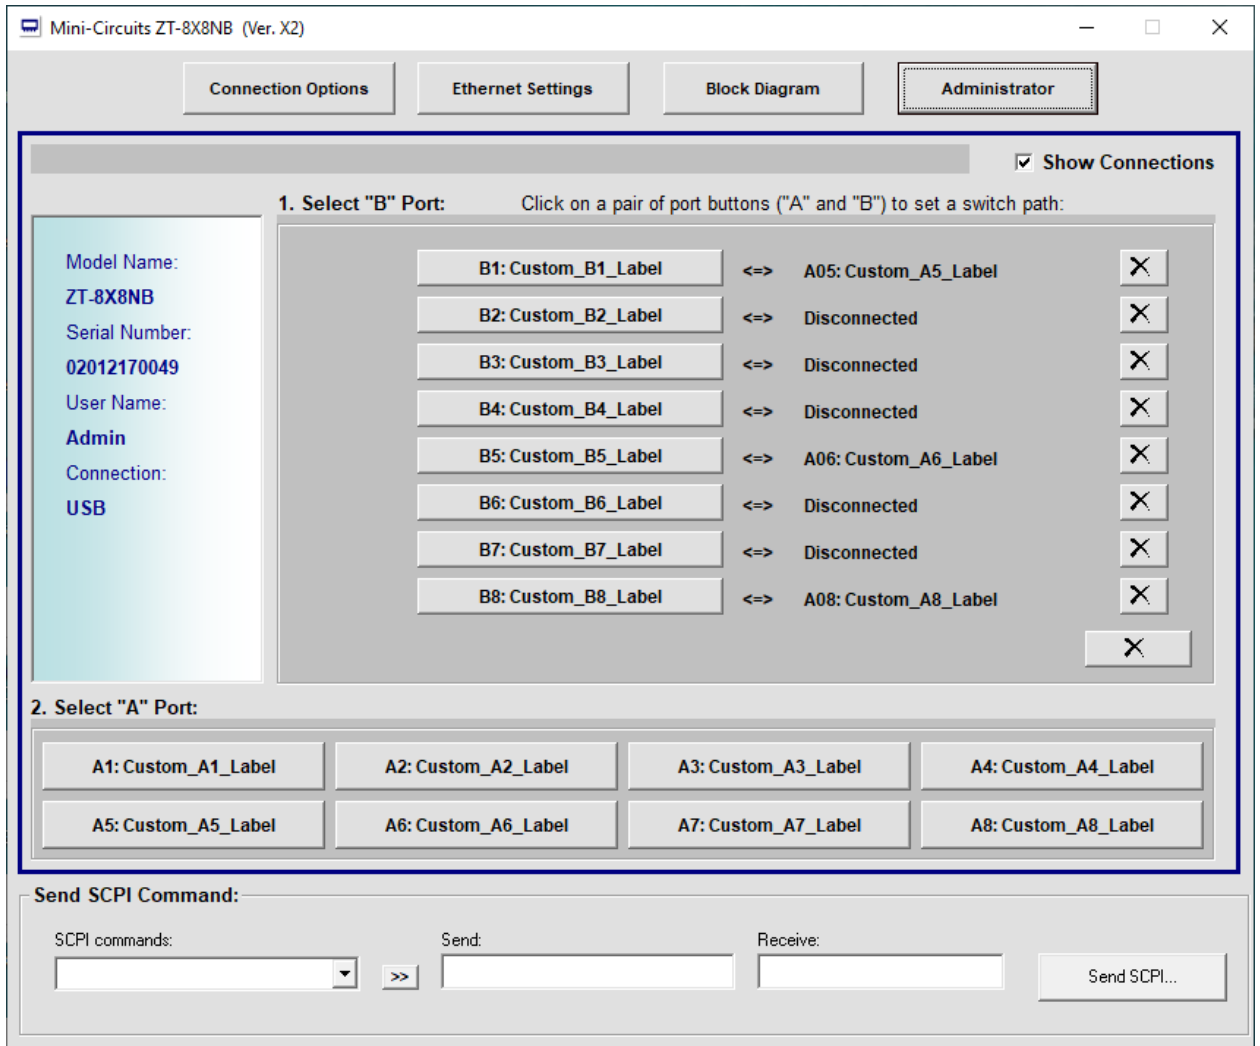 Mini-Circuits ZT-8X8NB  (Ver. X2)
Connection Options
Ethernet Settings
Block Diagram
Administrator
Show Connections
1. Select "B" Port:
Click on a pair of port buttons ("A" and "B") to set a switch path:
Model Name:
ZT-8X8NB
Serial Number:
02012170049
User Name:
Admin
Connection:
USB
B1: Custom_B1_Label <=> A05: Custom_A5_Label X
B2: Custom_B2_Label <=> Disconnected X
B3: Custom_B3_Label <=> Disconnected X
B4: Custom_B4_Label <=> Disconnected X
B5: Custom_B5_Label <=> A06: Custom_A6_Label X
B6: Custom_B6_Label <=> Disconnected X
B7: Custom_B7_Label <=> Disconnected X
B8: Custom_B8_Label <=> A08: Custom_A8_Label X
X
2. Select "A" Port:
A1: Custom_A1_Label A2: Custom_A2_Label A3: Custom_A3_Label A4: Custom_A4_Label
A5: Custom_A5_Label A6: Custom_A6_Label A7: Custom_A7_Label A8: Custom_A8_Label
Send SCPI Command:
SCPI commands: Send: Receive:
>> Send SCPI...